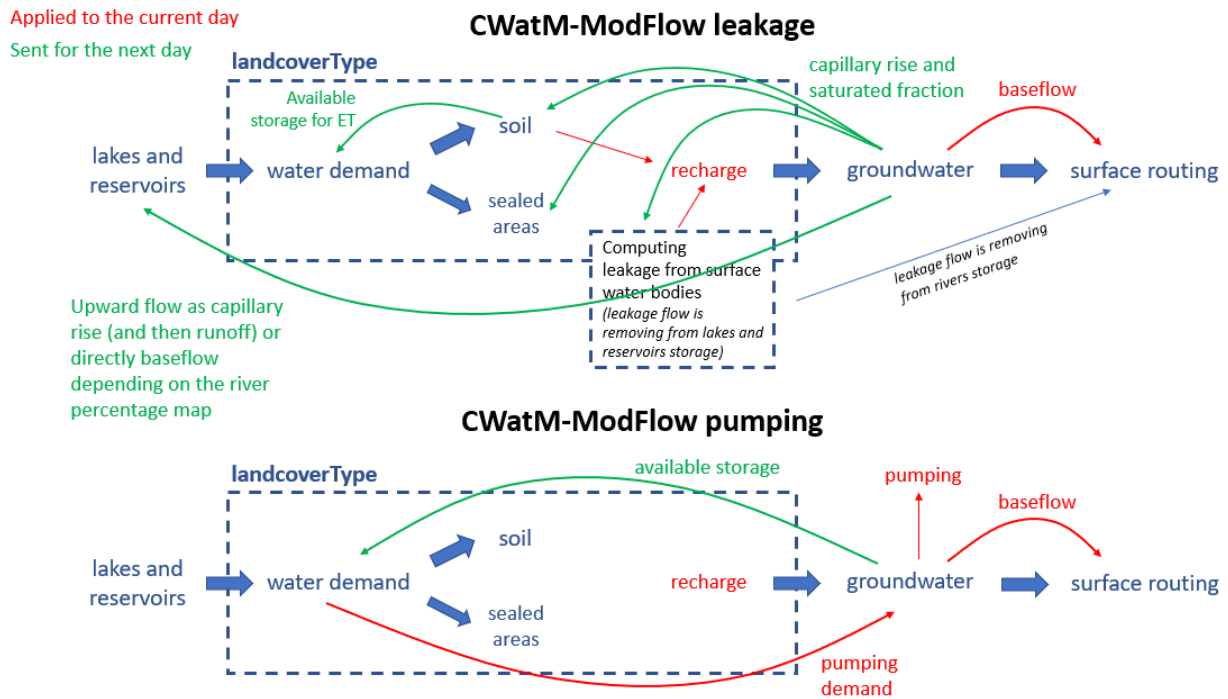 Applied to the current day
Sent for the next day
CWatM-ModFlow leakage
landcoverType
Available
storage for ET
soil
capillary rise and
saturated fraction
baseflow
lakes and
reservoirs
water demand
recharge
groundwater
surface routing
sealed
areas
Computing
leakage from surface
water bodies
(leakage flow is
removing from lakes and
reservoirs storage)
leakage flow is removing
from rivers storage
Upward flow as capillary
rise (and then runoff) or
directly baseflow
depending on the river
percentage map
CWatM-ModFlow pumping
landcoverType
available storage
pumping
baseflow
soil
lakes and
reservoirs
water demand
recharge
groundwater
surface routing
sealed
areas
pumping
demand